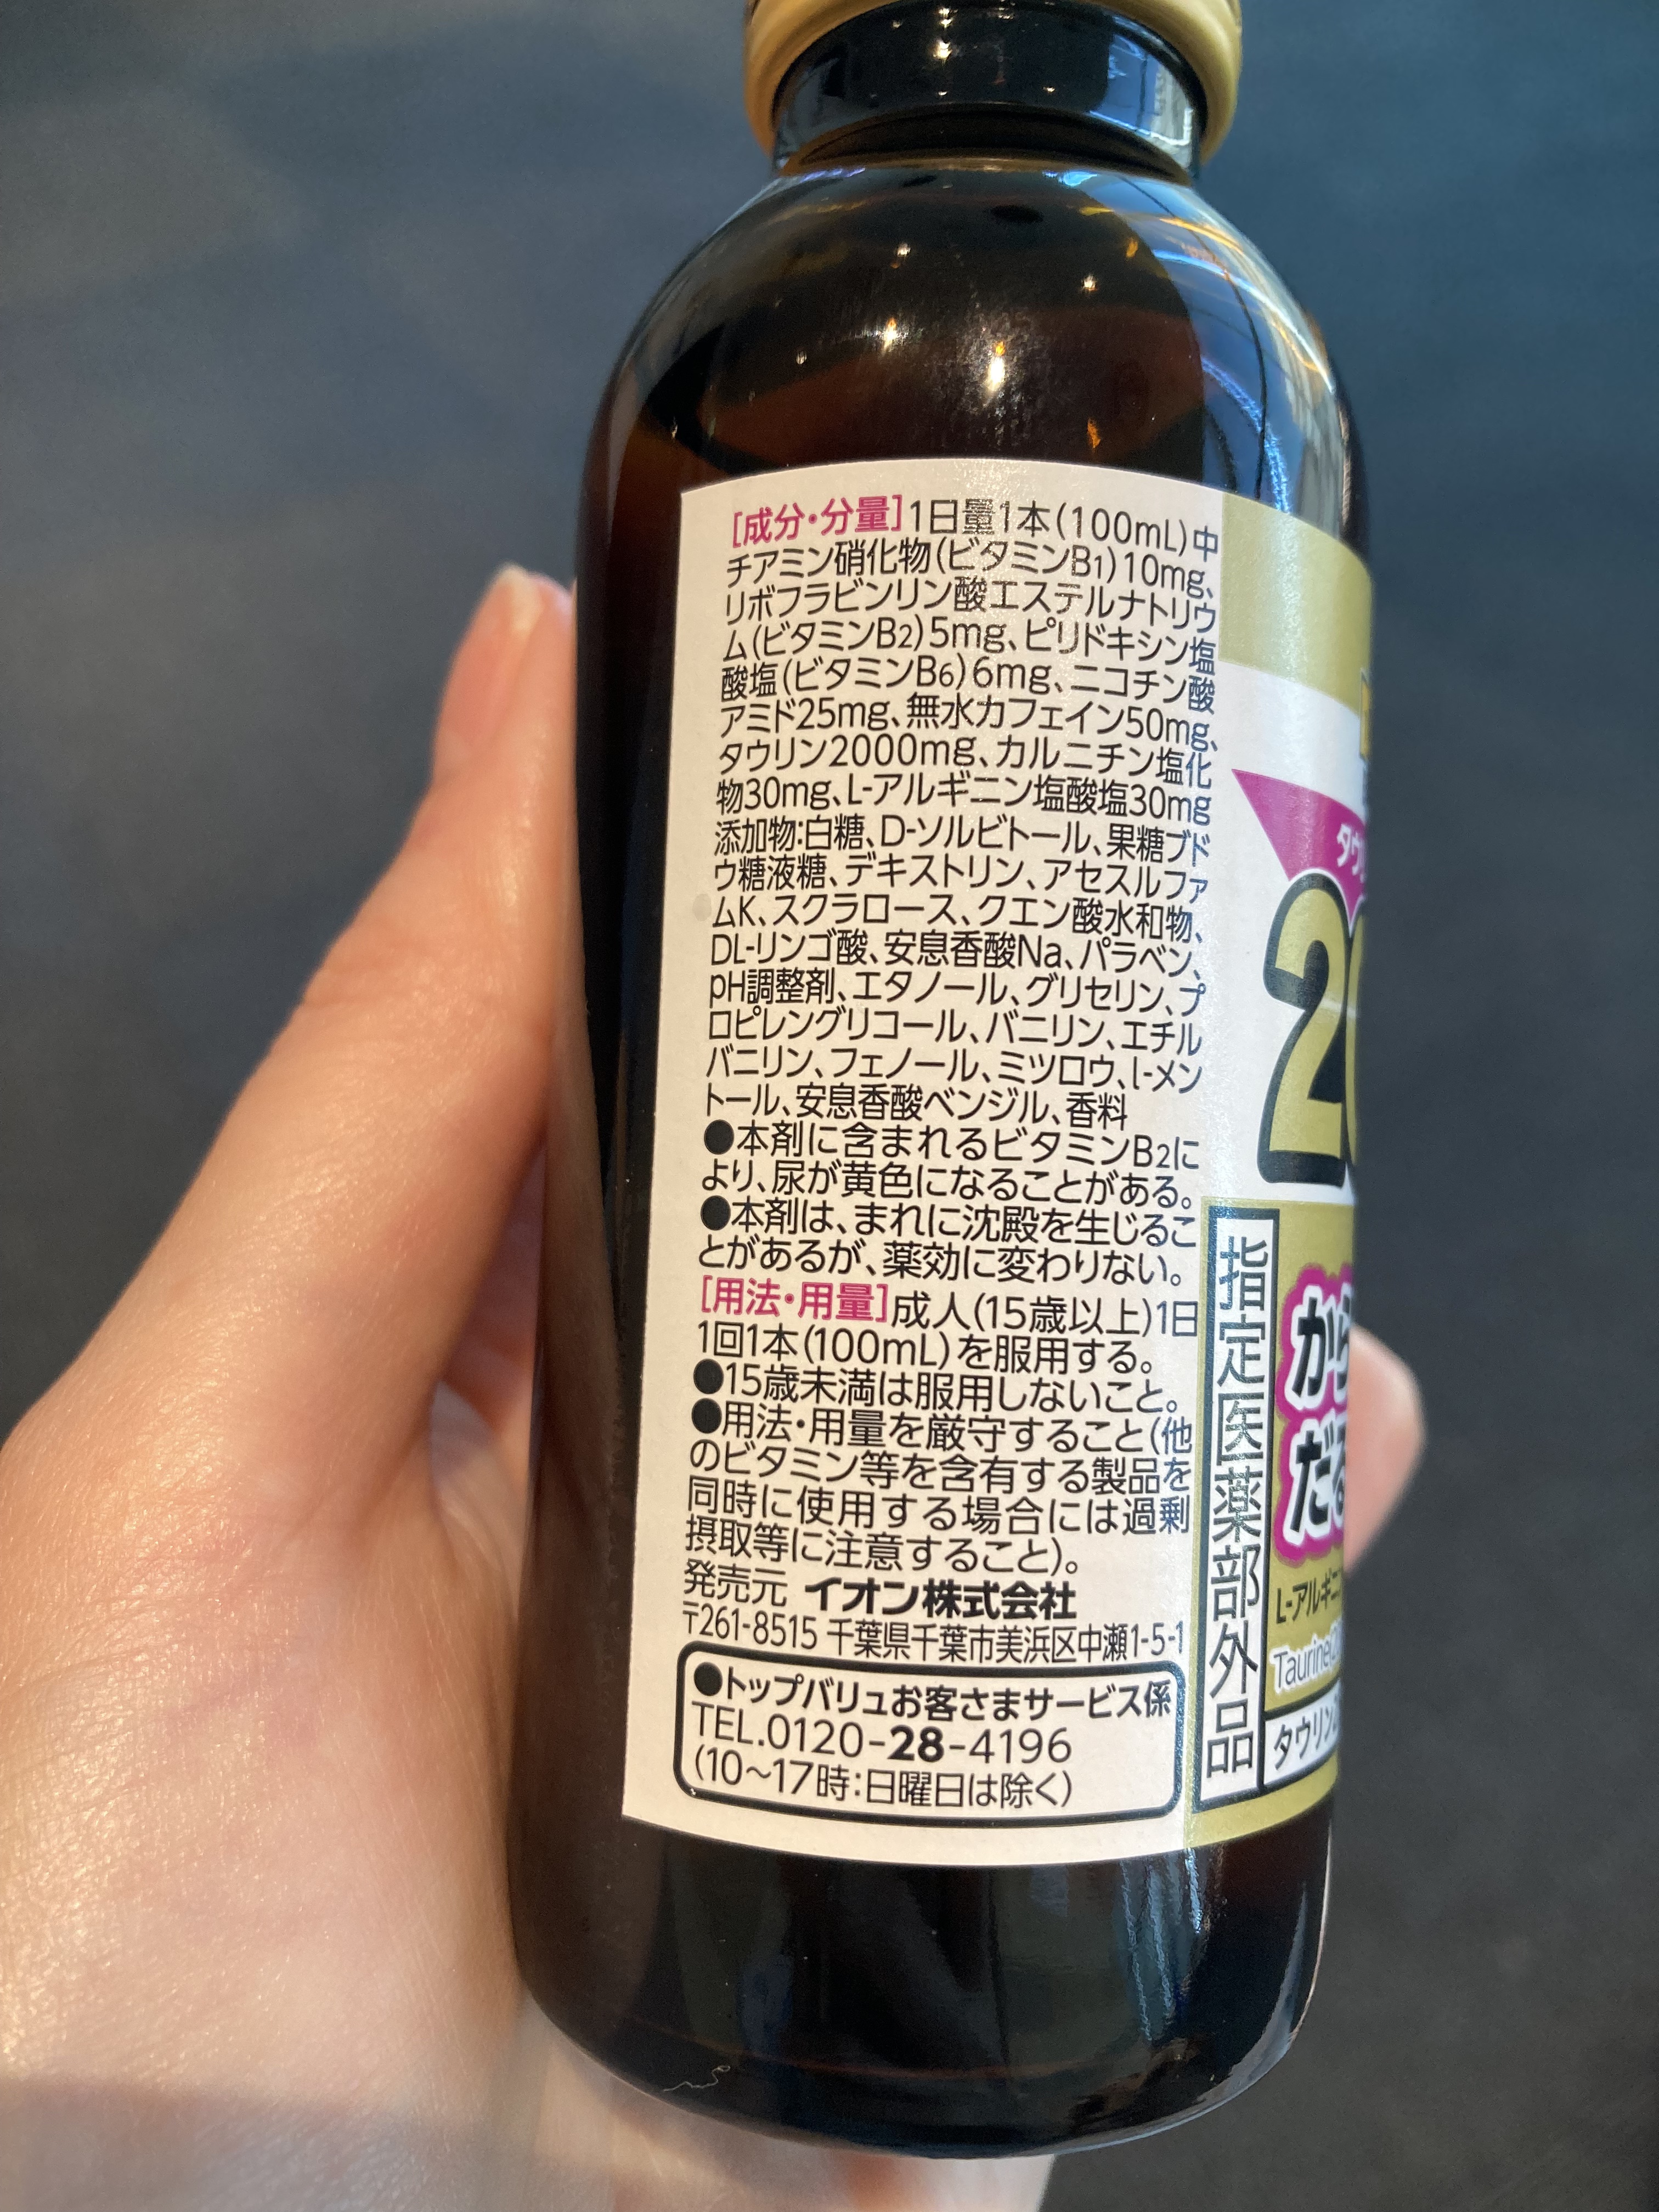 [成分・分量]1日量1本(100mL)中
チアミン硝化物(ビタミンB1)10mg、
リボフラビンリン酸エステルナトリウ
ム(ビタミンB2)5mg、ピリドキシン塩
酸塩(ビタミンB6)6mg、ニコチン酸
アミド25mg、無水カフェイン50mg、
タウリン2000mg、カルニチン塩化
物30mg、L-アルギニン塩酸塩30mg
添加物:白糖、D-ソルビトール、果糖ブド
ウ糖液糖、デキストリン、アセスルファ
ムK、スクラロース、クエン酸水和物、
DL-リンゴ酸、安息香酸Na、パラベン、
pH調整剤、エタノール、グリセリン、プ
ロピレングリコール、バニリン、エチル
バニリン、フェノール、ミツロウ、l-メン
トール、安息香酸ベンジル、香料
●本剤に含まれるビタミンB2に
より、尿が黄色になることがある。
●本剤は、まれに沈殿を生じるこ
とがあるが、薬効に変わりない。
[用法・用量]成人(15歳以上)1日
1回1本(100mL)を服用する。
●15歳未満は服用しないこと。
●用法・用量を厳守すること(他
のビタミン等を含有する製品を
同時に使用する場合には過剰
摂取等に注意すること)。
発売元 イオン株式会社
〒261-8515 千葉県千葉市美浜区中瀬1-5-1
●トップバリュお客さまサービス係
TEL.0120-28-4196
(10〜17時:日曜日は除く)
指定医薬部外品
タウ
20
から
だる
L-アルギニ
Taurine
タウリン